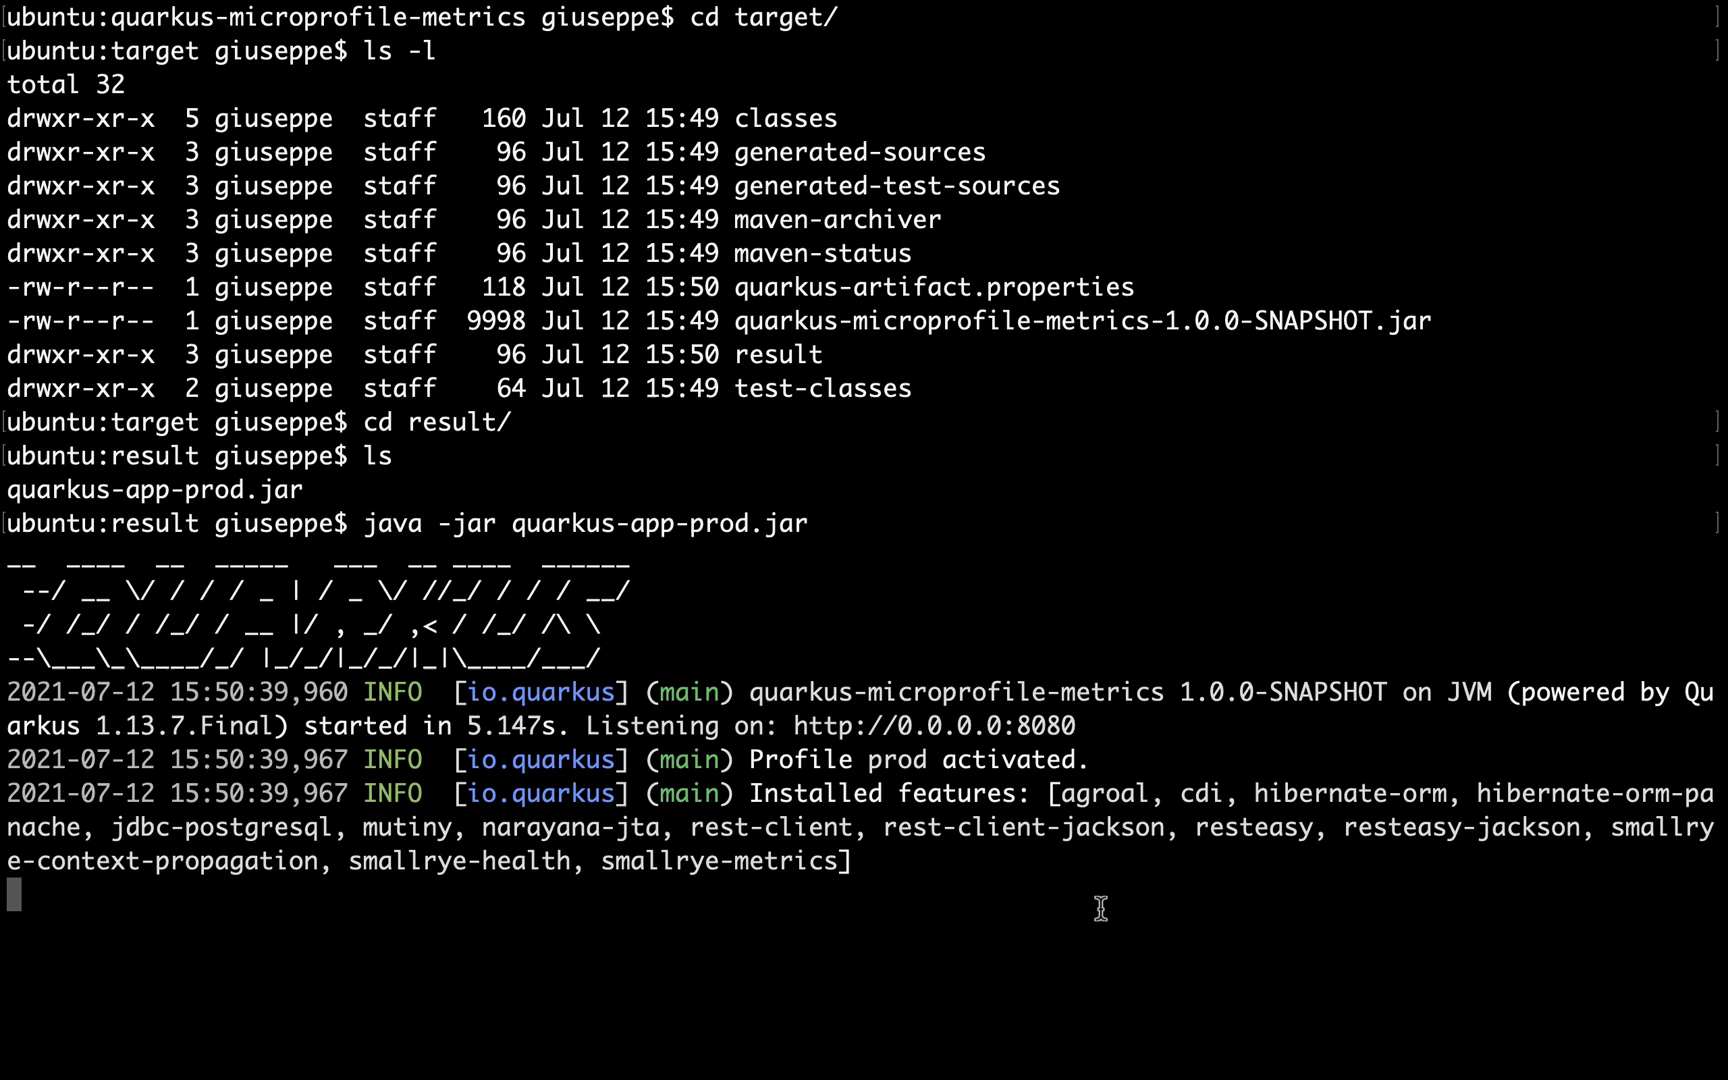 ubuntu:quarkus-microprofile-metrics giuseppe$ cd target/
ubuntu:target giuseppe$ ls -l
total 32
drwxr-xr-x  5 giuseppe  staff   160 Jul 12 15:49 classes
drwxr-xr-x  3 giuseppe  staff    96 Jul 12 15:49 generated-sources
drwxr-xr-x  3 giuseppe  staff    96 Jul 12 15:49 generated-test-sources
drwxr-xr-x  3 giuseppe  staff    96 Jul 12 15:49 maven-archiver
drwxr-xr-x  3 giuseppe  staff    96 Jul 12 15:49 maven-status
-rw-r--r--  1 giuseppe  staff   118 Jul 12 15:50 quarkus-artifact.properties
-rw-r--r--  1 giuseppe  staff  9998 Jul 12 15:49 quarkus-microprofile-metrics-1.0.0-SNAPSHOT.jar
drwxr-xr-x  3 giuseppe  staff    96 Jul 12 15:50 result
drwxr-xr-x  2 giuseppe  staff    64 Jul 12 15:49 test-classes
ubuntu:target giuseppe$ cd result/
ubuntu:result giuseppe$ ls
quarkus-app-prod.jar
ubuntu:result giuseppe$ java -jar quarkus-app-prod.jar
__  ____  __  _____   ___  __ ____  ______
 --/ __ \/ / / / _ | / _ \/ //_/ / / / __/
 -/ /_/ / /_/ / __ |/ , _/ ,< / /_/ /\ \
--\___\_\____/_/ |_/_/|_/_/|_|\____/___/
2021-07-12 15:50:39,960 INFO  [io.quarkus] (main) quarkus-microprofile-metrics 1.0.0-SNAPSHOT on JVM (powered by Qu
arkus 1.13.7.Final) started in 5.147s. Listening on: http://0.0.0.0:8080
2021-07-12 15:50:39,967 INFO  [io.quarkus] (main) Profile prod activated.
2021-07-12 15:50:39,967 INFO  [io.quarkus] (main) Installed features: [agroal, cdi, hibernate-orm, hibernate-orm-pa
nache, jdbc-postgresql, mutiny, narayana-jta, rest-client, rest-client-jackson, resteasy, resteasy-jackson, smallry
e-context-propagation, smallrye-health, smallrye-metrics]